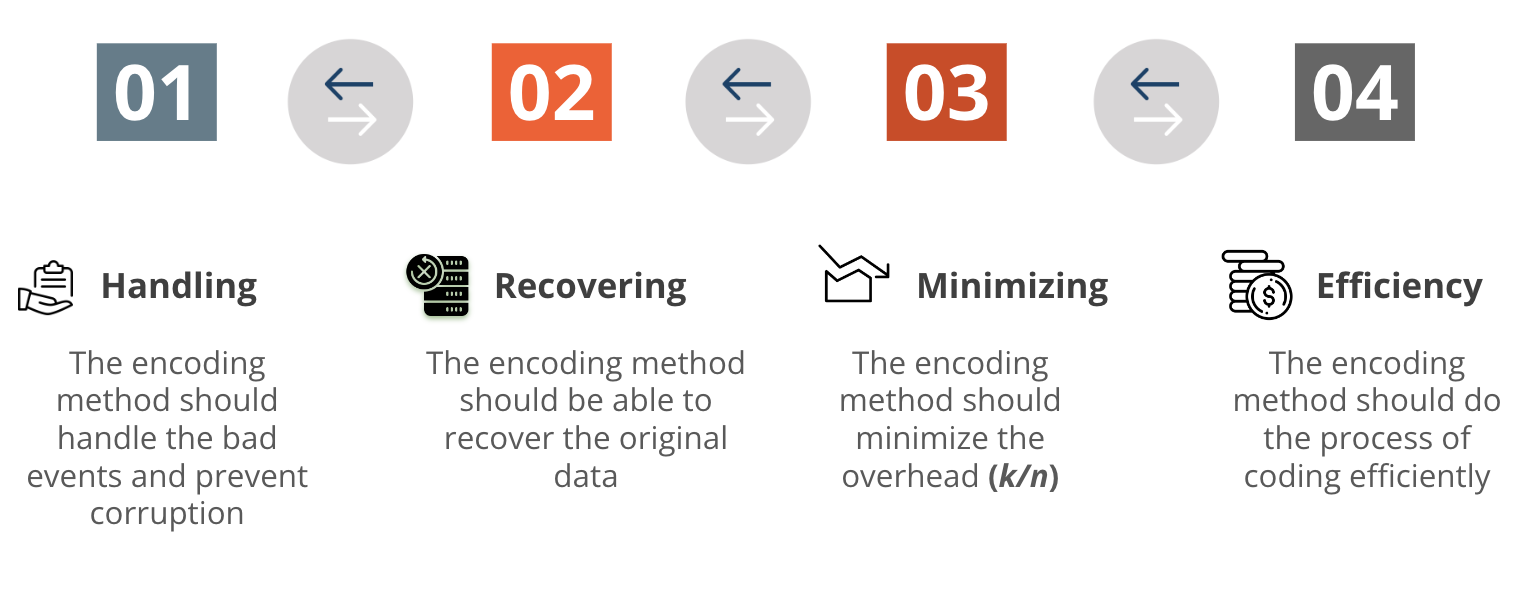 01
02
03
04
Handling
The encoding
method should
handle the bad
events and prevent
corruption
Recovering
The encoding method
should be able to
recover the original
data
Minimizing
The encoding
method should
minimize the
overhead (k/n)
Efficiency
The encoding
method should do
the process of
coding efficiently